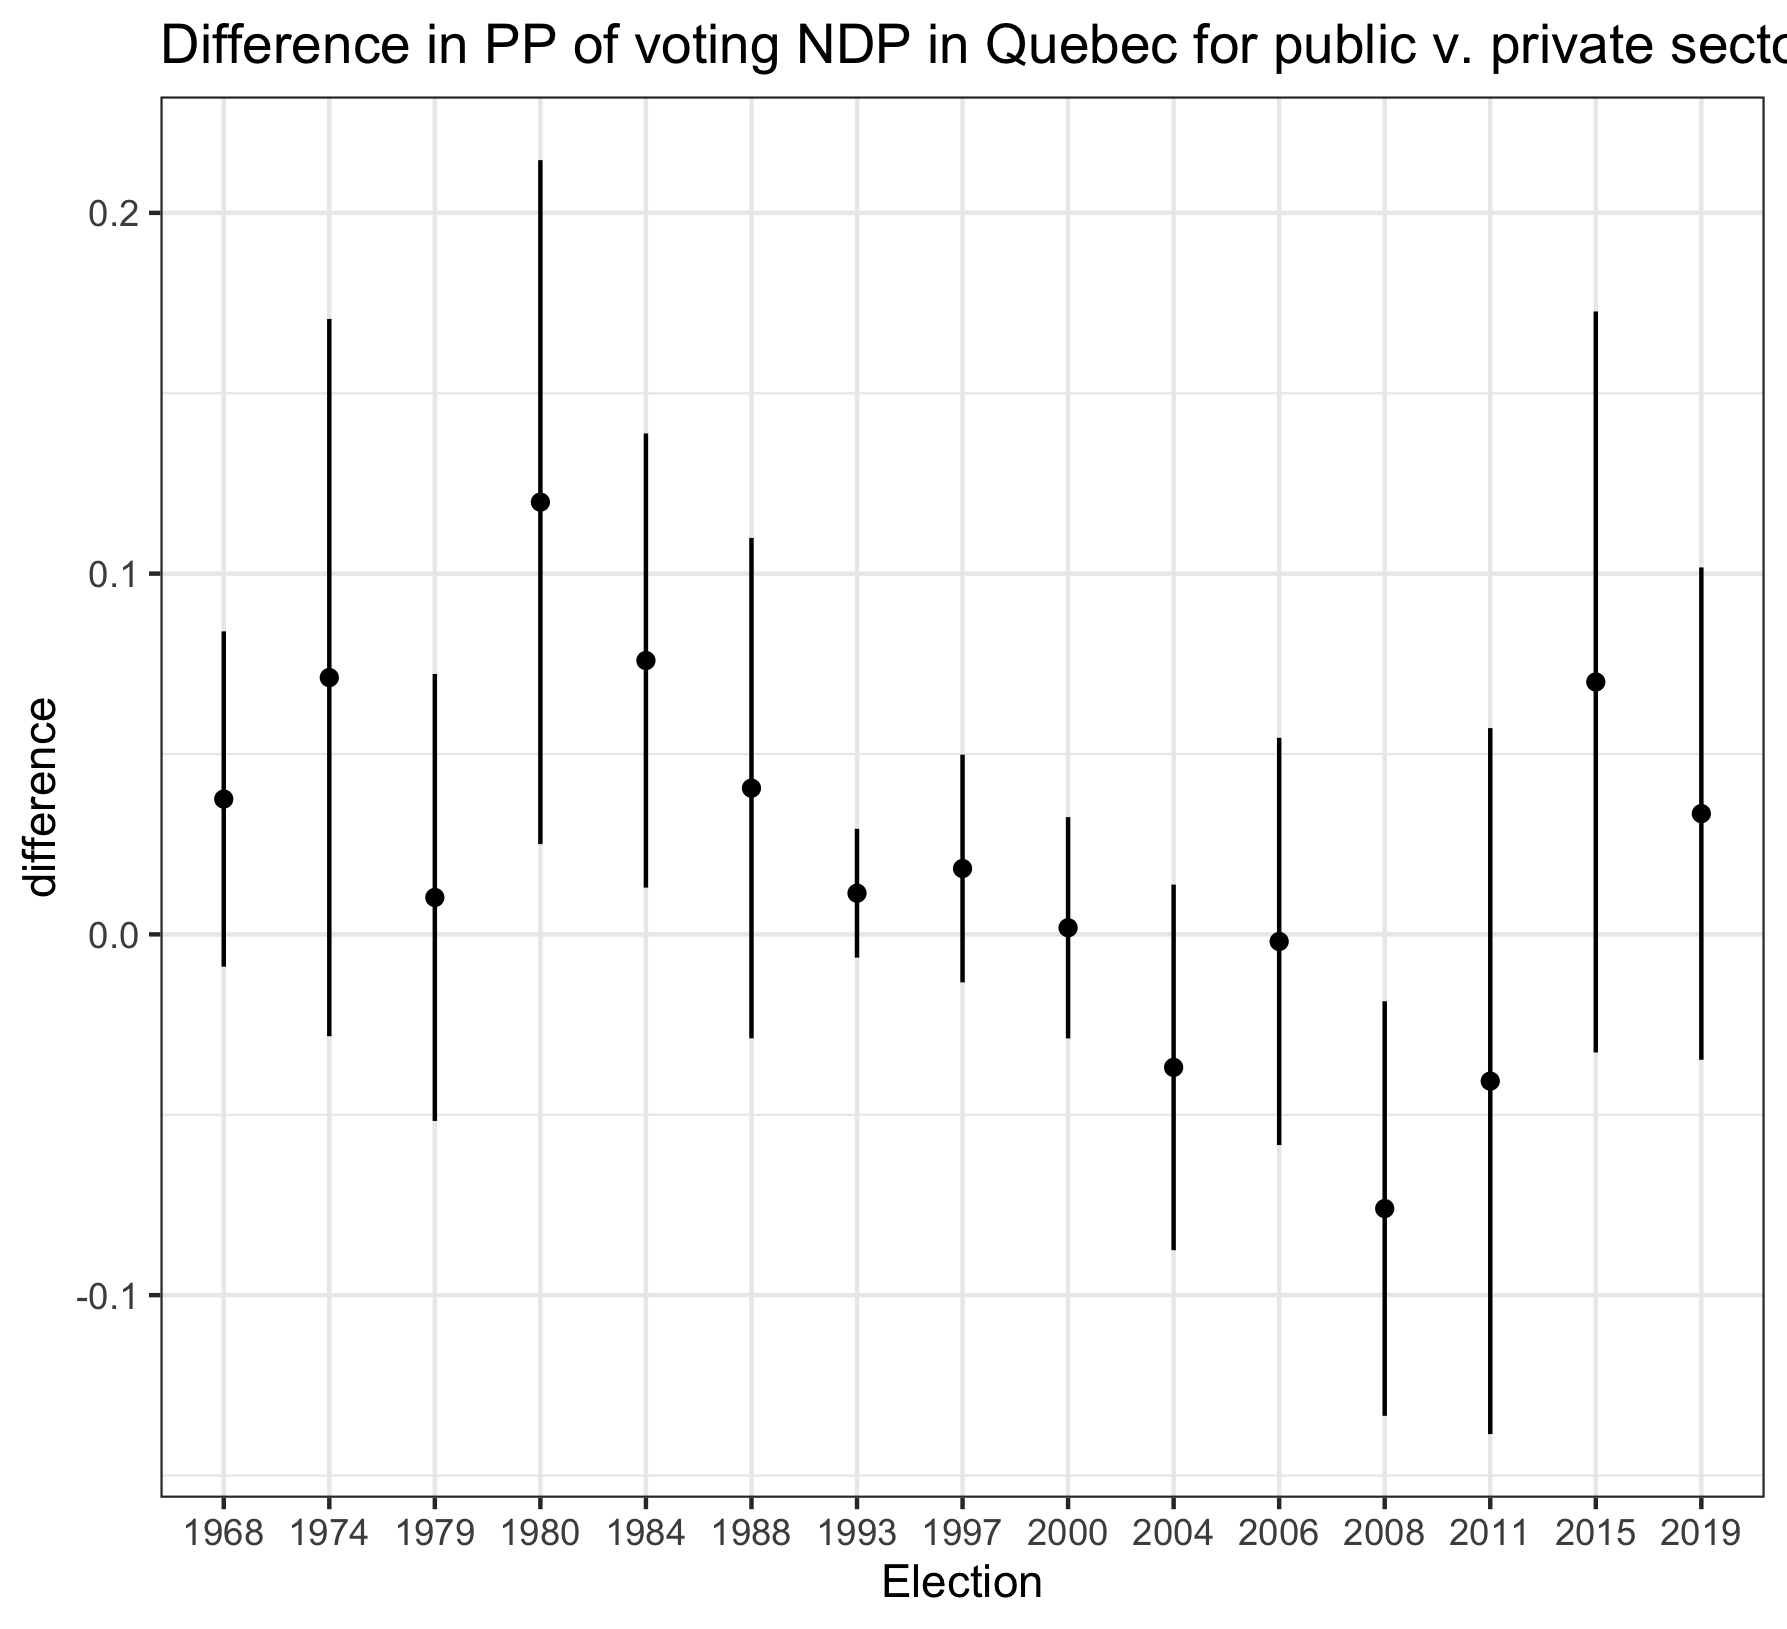 Difference in PP of voting NDP in Quebec for public v. private secto
0.2
0.1
0.0
-0.1
difference
1968 1974 1979 1980 1984 1988 1993 1997 2000 2004 2006 2008 2011 2015 2019
Election